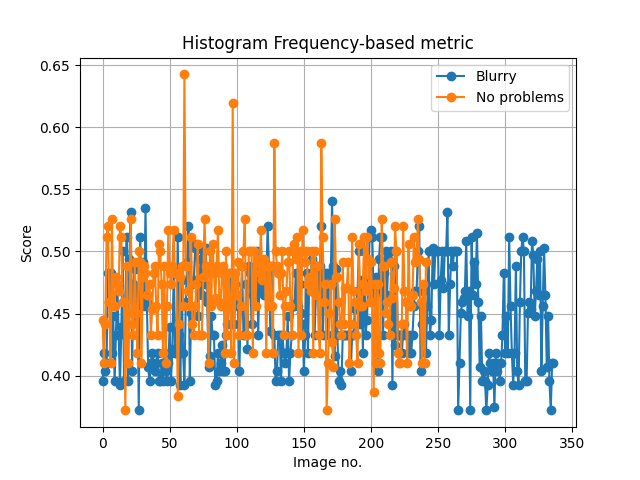 Histogram Frequency-based metric
0.65
0.60
0.55
0.50
0.45
0.40
Score
Blurry
No problems
0 50 100 150 200 250 300 350
Image no.